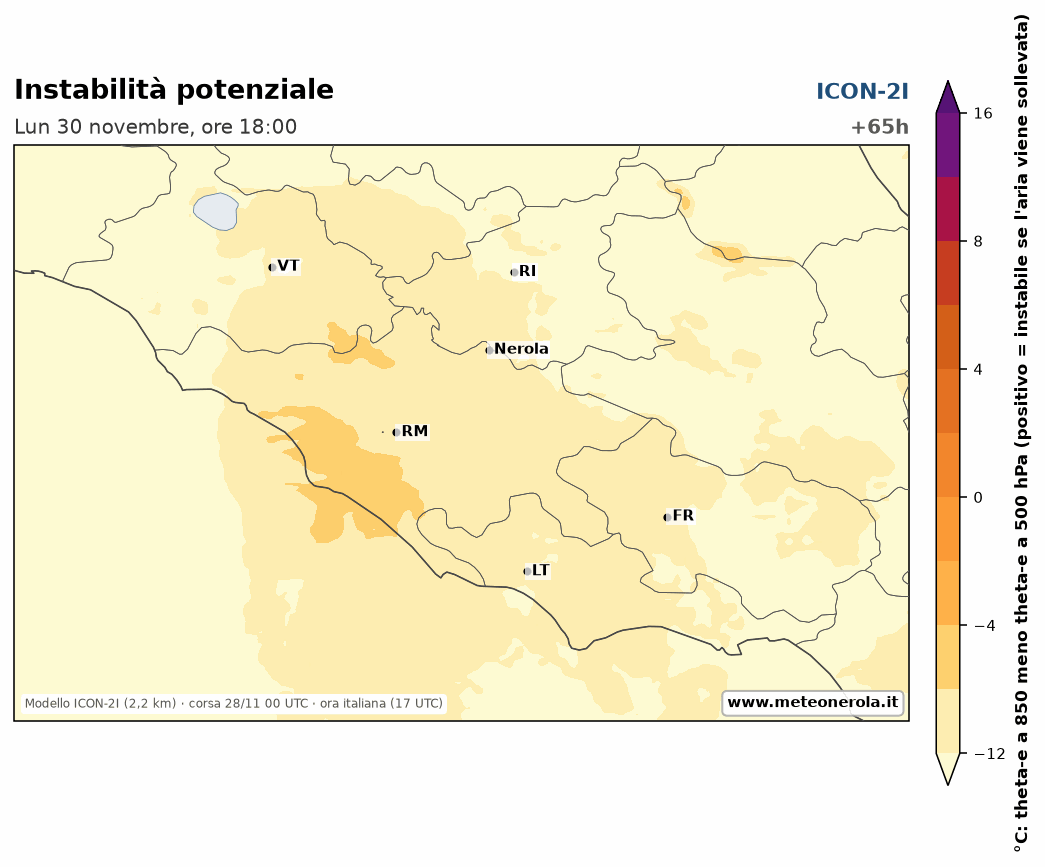 Instabilità potenziale
ICON-2I
Lun 30 novembre, ore 18:00
+65h
VT
RI
Nerola
RM
FR
LT
Modello ICON-2I (2,2 km) · corsa 28/11 00 UTC · ora italiana (17 UTC)
www.meteonerola.it
16
8
4
0
−4
−12
°C: theta-e a 850 meno theta-e a 500 hPa (positivo = instabile se l'aria viene sollevata)